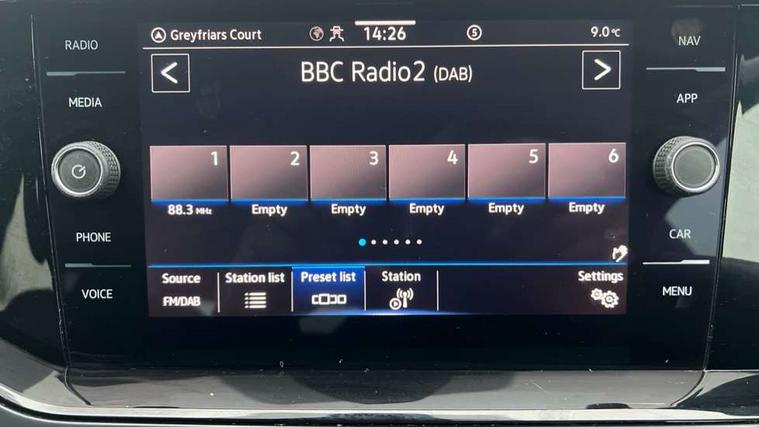 RADIO
MEDIA
PHONE
VOICE
Greyfriars Court
14:26
5
9.0°C
BBC Radio2 (DAB)
1 2 3 4 5 6
88.3 MHz Empty Empty Empty Empty Empty
Source Station list Preset list Station Settings
FM/DAB
NAV
APP
CAR
MENU